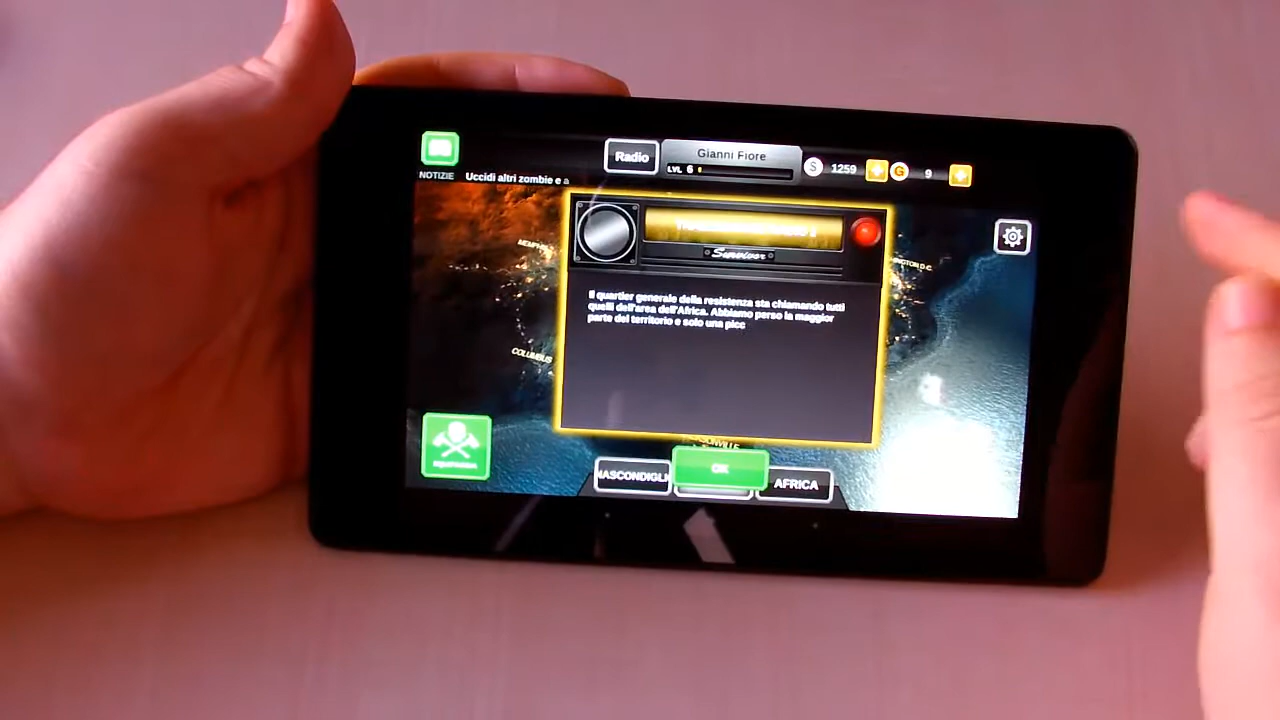 Radio
Gianni Fiore
LVL 6
S 1259
G 9
NOTIZIE Uccidi altri zombie e a
Survivor
MEMPHIS
NGTON D.C.
Il quartier generale della resistenza sta chiamando tutti
quelli dell'area dell'Africa. Abbiamo perso la maggior
parte del territorio e solo una picc
COLUMBUS
OK
NASCONDIGLI
AFRICA